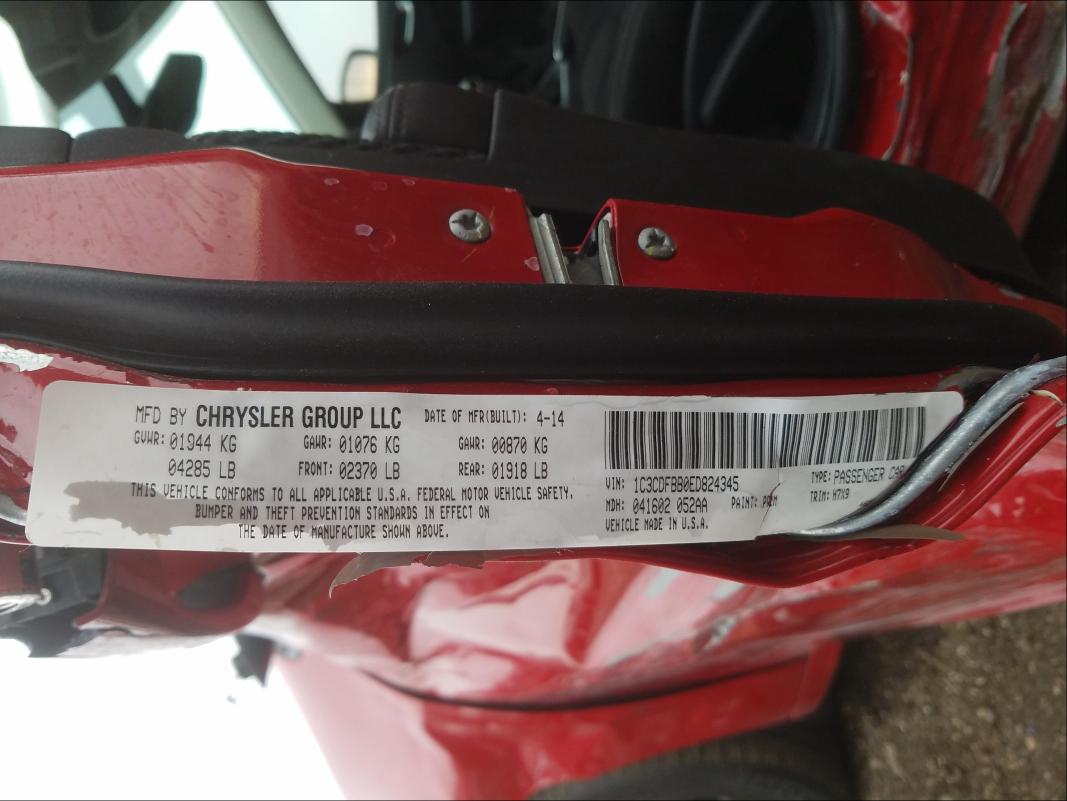 MFD BY CHRYSLER GROUP LLC DATE OF MFR(BUILT): 4-14
GVWR: 01944 KG GAWR: 01076 KG GAWR: 00870 KG
04285 LB FRONT: 02370 LB REAR: 01918 LB
THIS VEHICLE CONFORMS TO ALL APPLICABLE U.S.A. FEDERAL MOTOR VEHICLE SAFETY,
BUMPER AND THEFT PREVENTION STANDARDS IN EFFECT ON
THE DATE OF MANUFACTURE SHOWN ABOVE.
VIN: 1C3CDFBB0ED824345 TYPE: PASSENGER CAR
MDH: 041602 052AA PAINT: PRM TRIM: H7X9
VEHICLE MADE IN U.S.A.